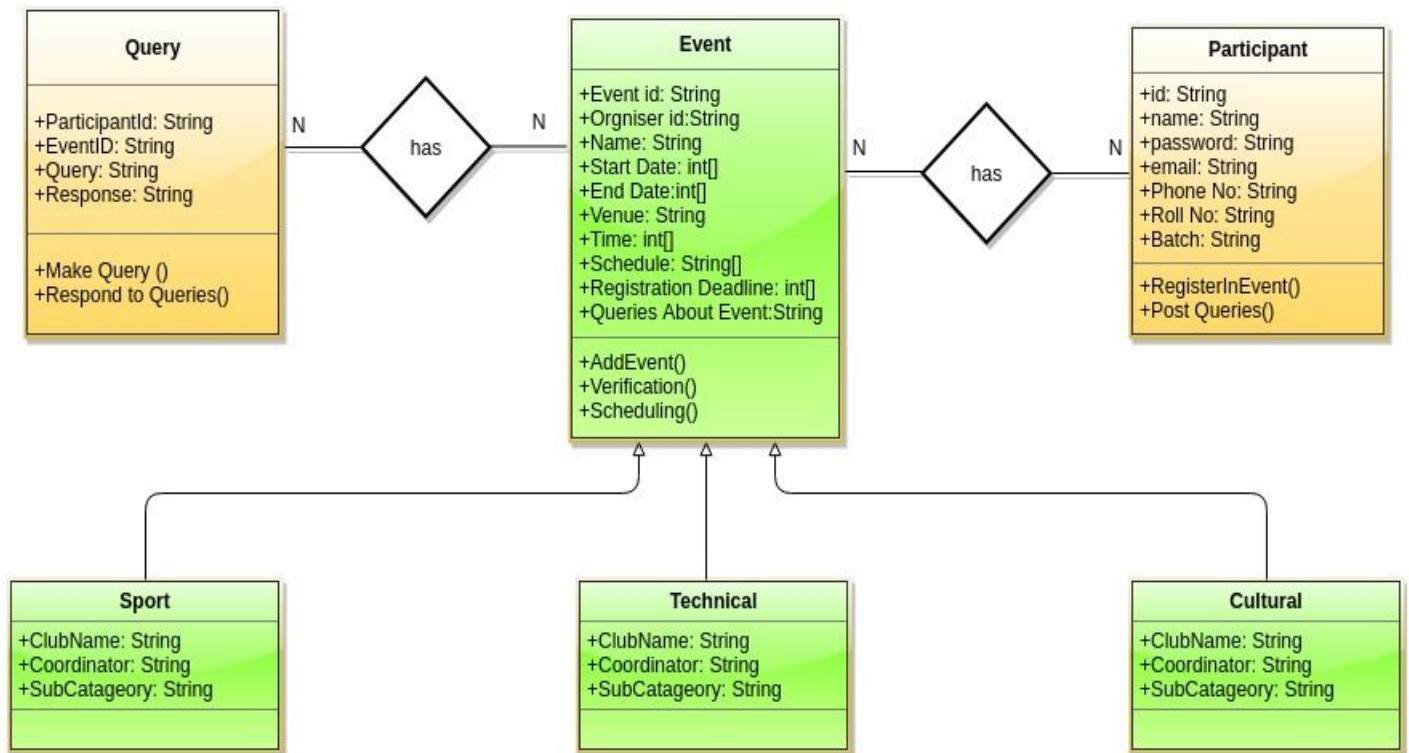 Query
+ParticipantId: String
+EventID: String
+Query: String
+Response: String
+Make Query ()
+Respond to Queries()
N
has
N
Event
+Event id: String
+Orgniser id:String
+Name: String
+Start Date: int[]
+End Date:int[]
+Venue: String
+Time: int[]
+Schedule: String[]
+Registration Deadline: int[]
+Queries About Event:String
+AddEvent()
+Verification()
+Scheduling()
N
has
N
Participant
+id: String
+name: String
+password: String
+email: String
+Phone No: String
+Roll No: String
+Batch: String
+RegisterInEvent()
+Post Queries()
Sport
+ClubName: String
+Coordinator: String
+SubCatageory: String
Technical
+ClubName: String
+Coordinator: String
+SubCatageory: String
Cultural
+ClubName: String
+Coordinator: String
+SubCatageory: String